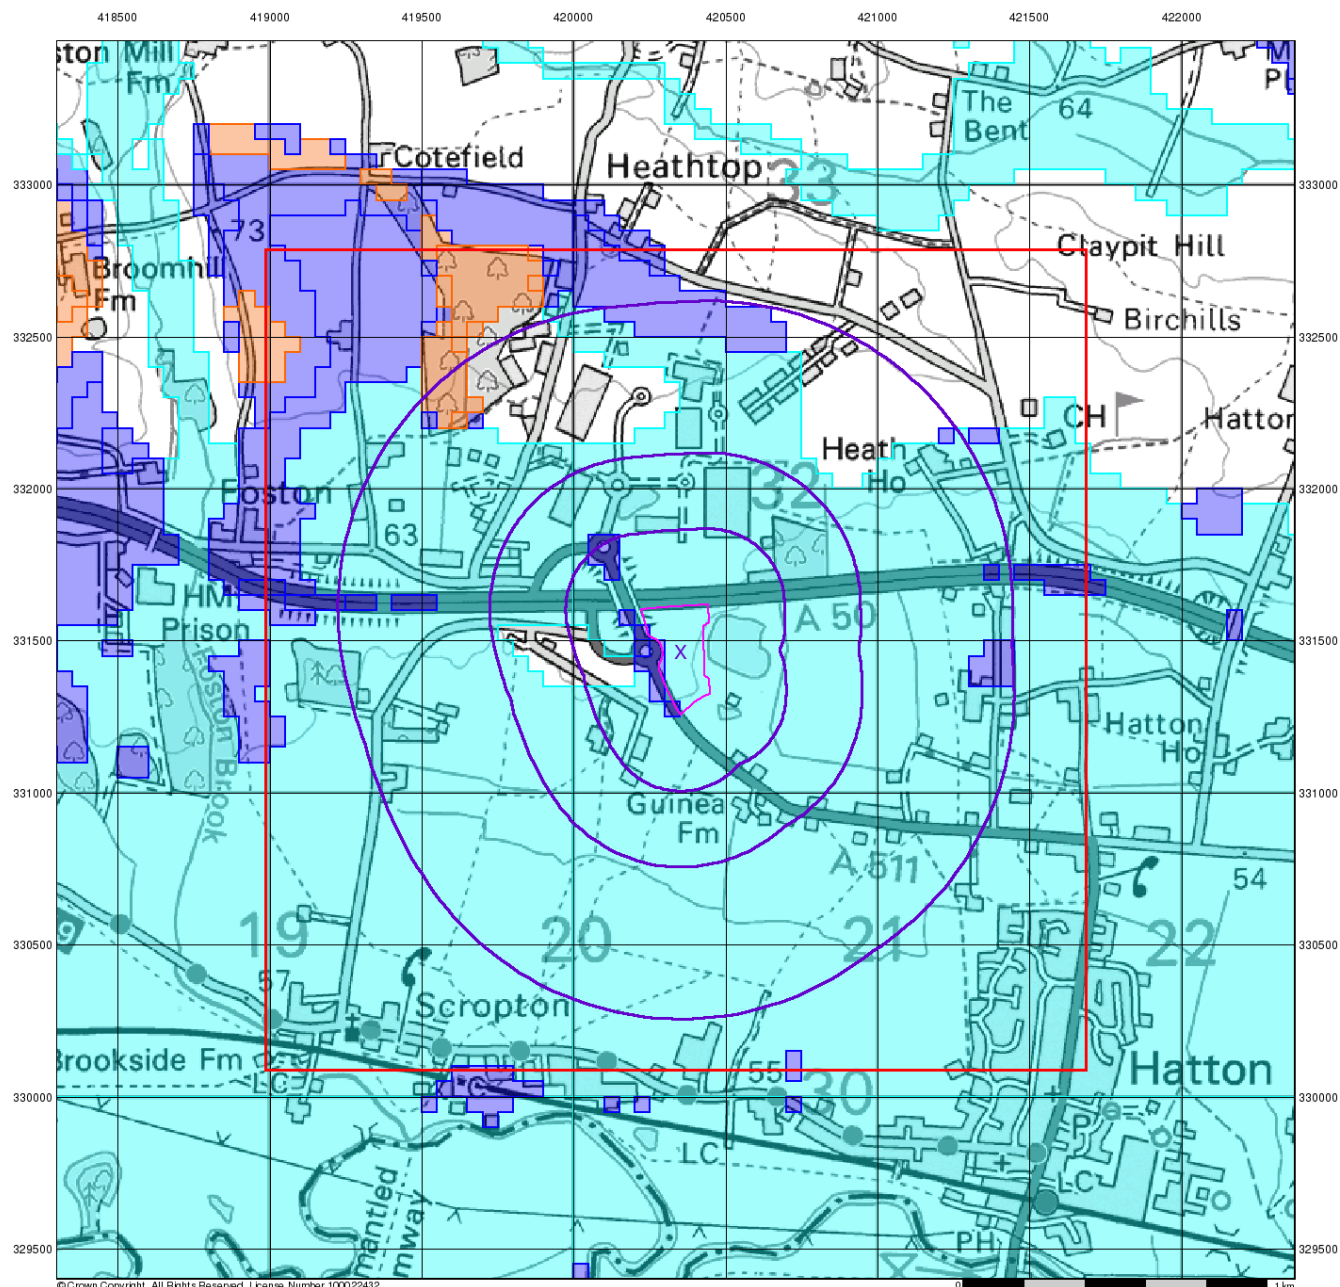 418500 419000 419500 420000 420500 421000 421500 422000
ston Mill
Fm
The
Bent
64
Cotefield
Heathtop
33
333000 333000
73
Claypit Hill
Broomhill
Fm
Birchills
332500 332500
CH
Hatton
Heath
Ho
32
332000 332000
Foston
63
HM
Prison
A 50
331500 331500
X
Foston Brook
Hatton
Ho
331000 331000
Guinea
Fm
A 511
54
19 20 21 22
9
330500 330500
57
Scropton
Brookside Fm
LC
55
30
Hatton
330000 330000
P
LC
LC
mantled
mway
PH
329500 329500
© Crown Copyright. All Rights Reserved. License Number 100022432
0 1 km